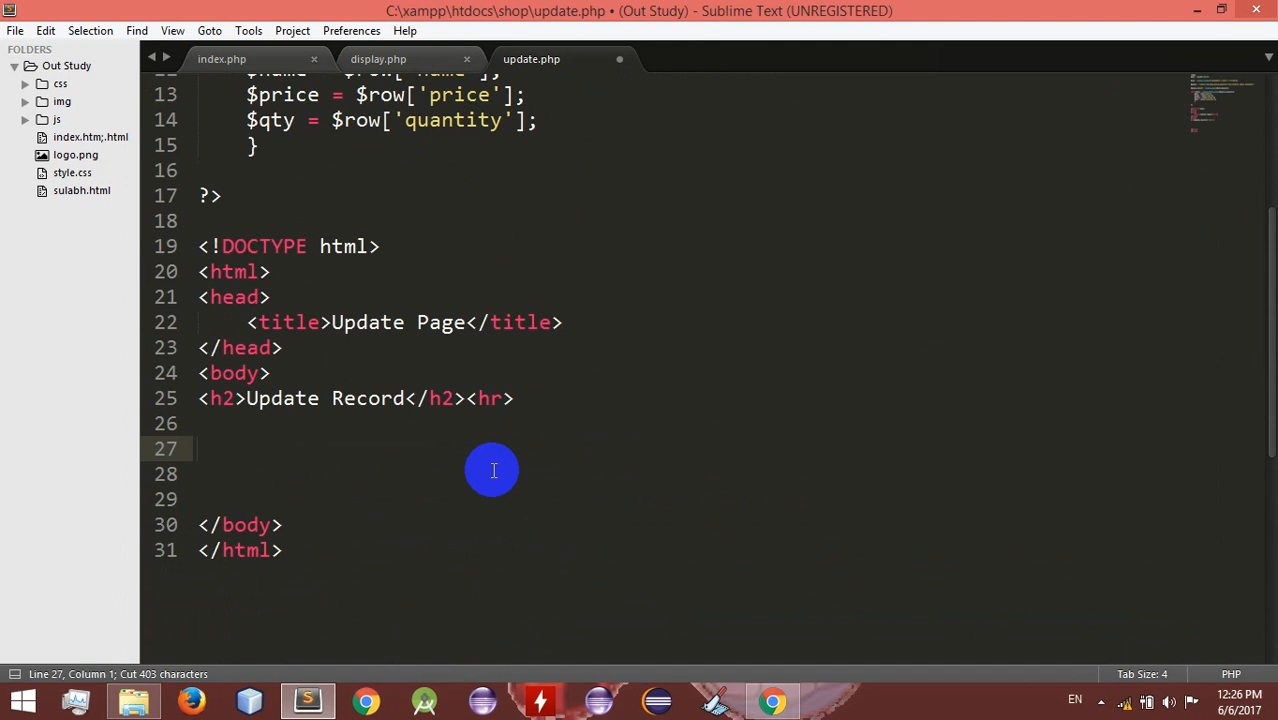 C:\xampp\htdocs\shop\update.php • (Out Study) - Sublime Text (UNREGISTERED)
File Edit Selection Find View Goto Tools Project Preferences Help
FOLDERS
Out Study
css
img
js
index.htm;.html
logo.png
style.css
sulabh.html
index.php × display.php × update.php
13 $price = $row['price'];
14 $qty = $row['quantity'];
15 }
16
17 ?>
18
19 <!DOCTYPE html>
20 <html>
21 <head>
22 <title>Update Page</title>
23 </head>
24 <body>
25 <h2>Update Record</h2><hr>
26
27
28
29
30 </body>
31 </html>
Line 27, Column 1; Cut 403 characters
Tab Size: 4 PHP
EN
12:26 PM
6/6/2017